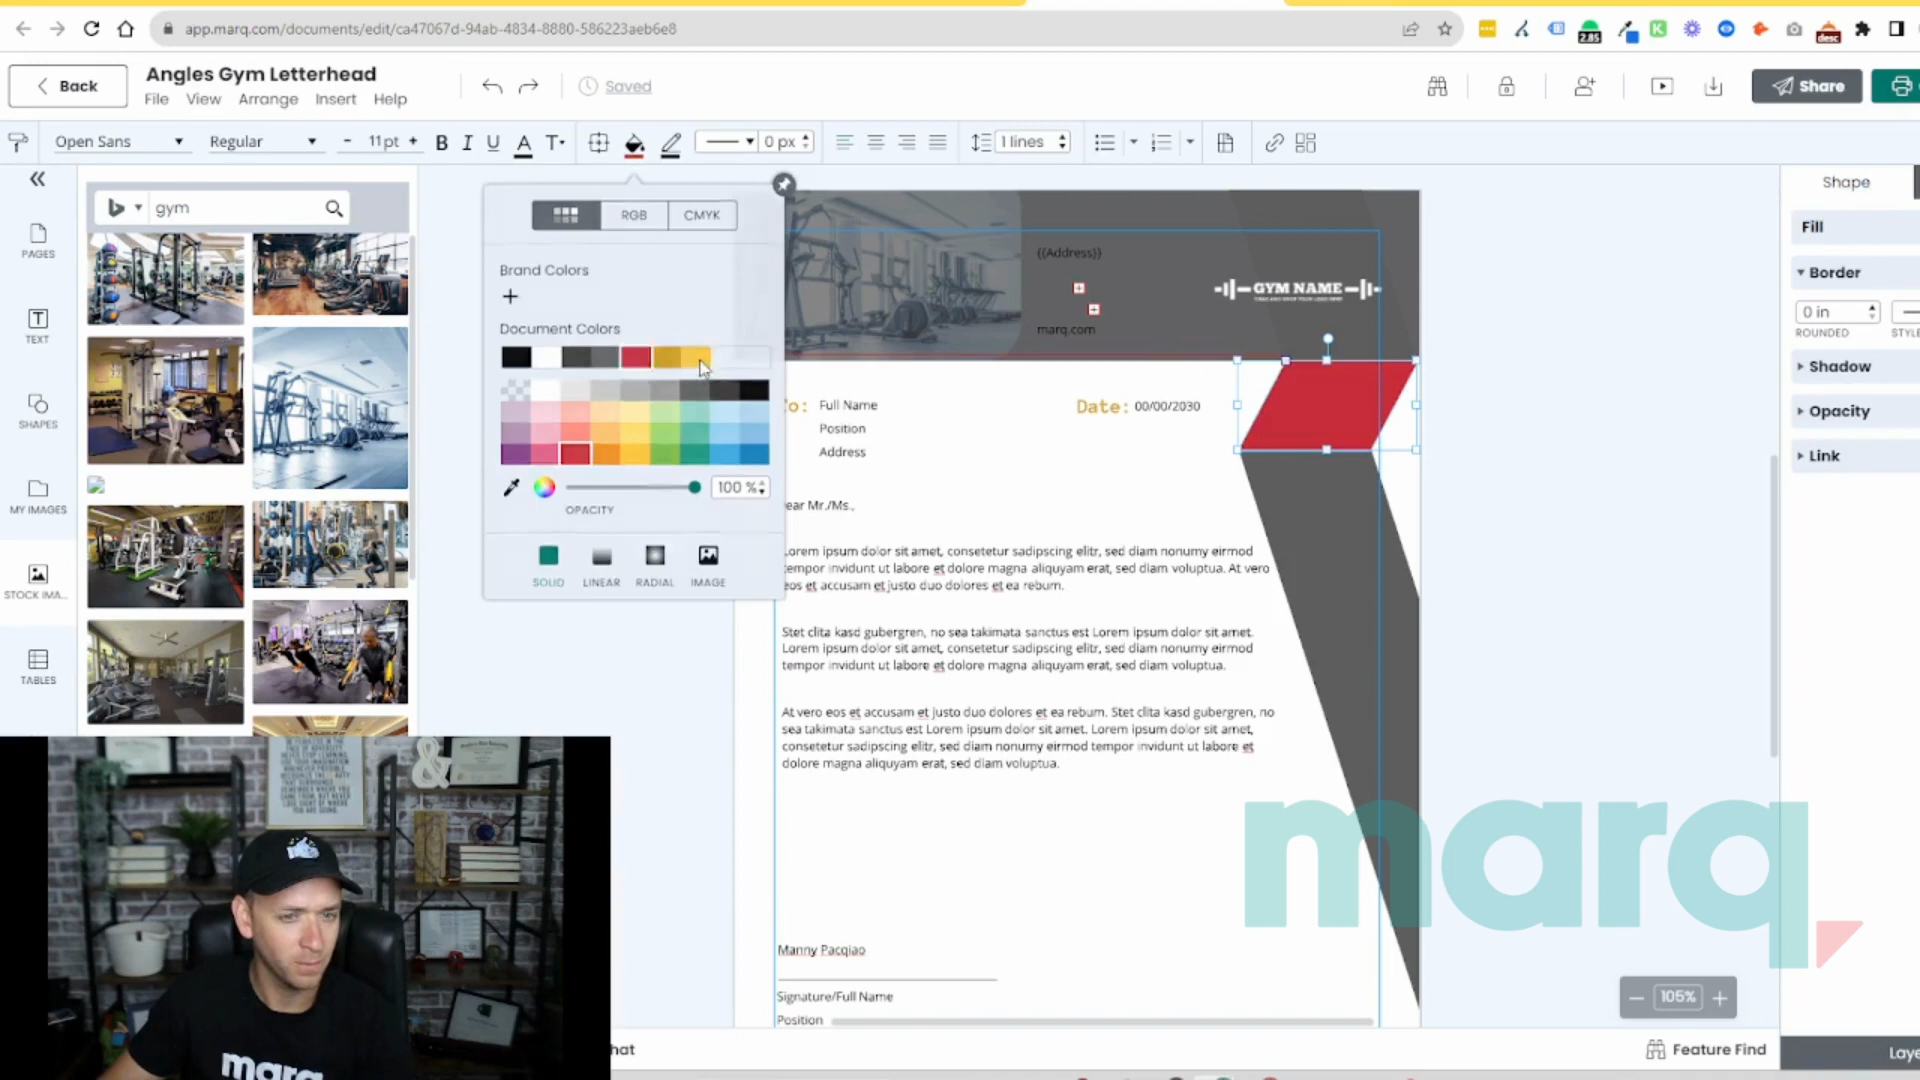 app.marq.com/documents/edit/ca47067d-94ab-4834-8880-586223aeb6e8
2.85
desc
Back
Angles Gym Letterhead
File View Arrange Insert Help
Saved
Share
Open Sans
Regular
- 11pt +
B I U A T
0 px
1 lines
PAGES
TEXT
SHAPES
MY IMAGES
STOCK IMA...
TABLES
gym
RGB
CMYK
Brand Colors
Document Colors
100 %
OPACITY
SOLID
LINEAR
RADIAL
IMAGE
{{Address}}
marq.com
GYM NAME
o:
Full Name
Date: 00/00/2030
Position
Address
ear Mr./Ms.,
Lorem ipsum dolor sit amet, consetetur sadipscing elitr, sed diam nonumy eirmod
tempor invidunt ut labore et dolore magna aliquyam erat, sed diam voluptua. At vero
eos et accusam et justo duo dolores et ea rebum.
Stet clita kasd gubergren, no sea takimata sanctus est Lorem ipsum dolor sit amet.
Lorem ipsum dolor sit amet, consetetur sadipscing elitr, sed diam nonumy eirmod
tempor invidunt ut labore et dolore magna aliquyam erat, sed diam voluptua.
At vero eos et accusam et justo duo dolores et ea rebum. Stet clita kasd gubergren, no
sea takimata sanctus est Lorem ipsum dolor sit amet. Lorem ipsum dolor sit amet,
consetetur sadipscing elitr, sed diam nonumy eirmod tempor invidunt ut labore et
dolore magna aliquyam erat, sed diam voluptua.
Manny Pacqiao
Signature/Full Name
Position
Shape
Fill
Border
0 in
ROUNDED
STYLE
Shadow
Opacity
Link
105%
hat
Feature Find
Laye
marq
&
marq